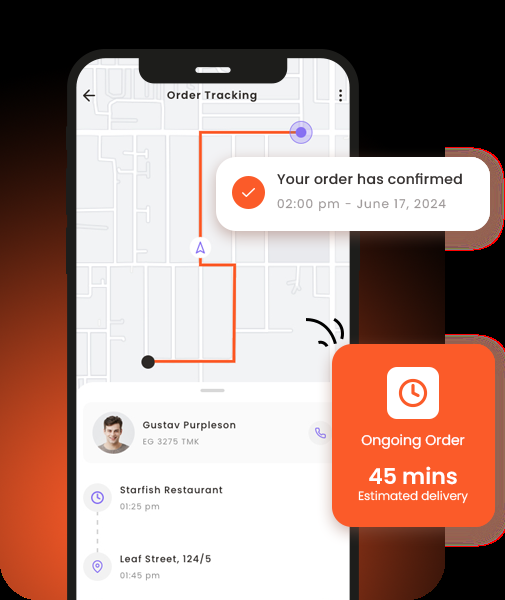 Order Tracking
Your order has confirmed
02:00 pm - June 17, 2024
Ongoing Order
45 mins
Estimated delivery
Gustav Purpleson
EG 3275 TMK
Starfish Restaurant
01:25 pm
Leaf Street, 124/5
01:45 pm